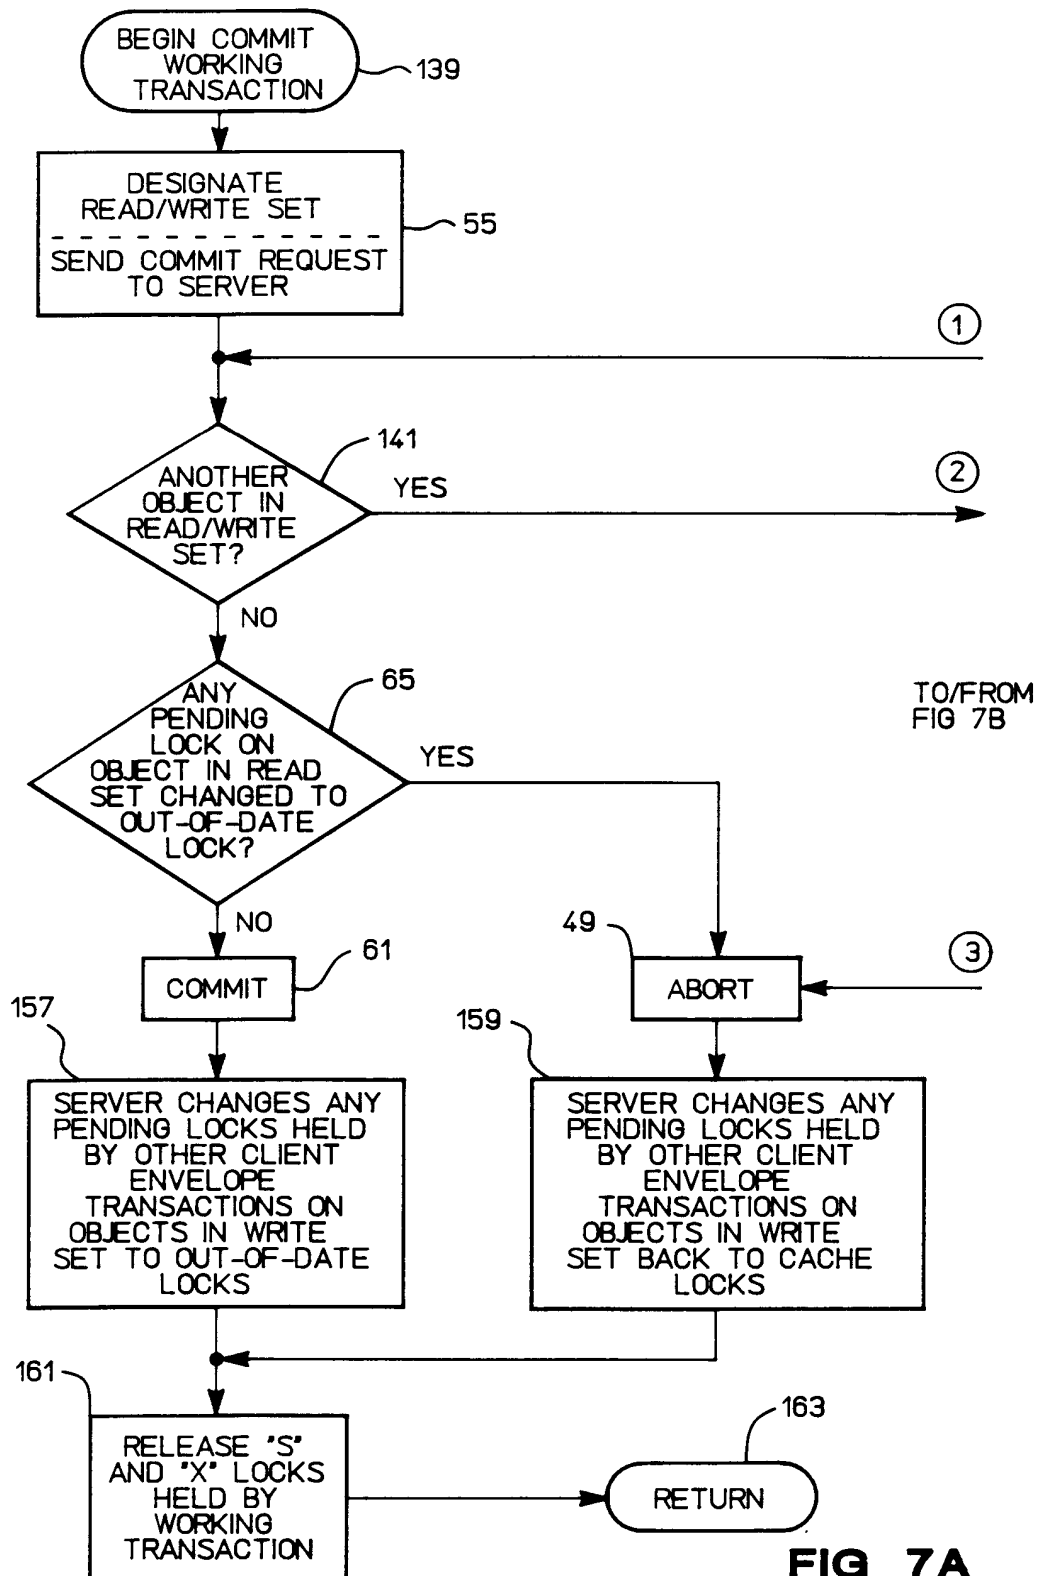 BEGIN COMMIT
WORKING
TRANSACTION
139
DESIGNATE
READ/WRITE SET
SEND COMMIT REQUEST
TO SERVER
55
1
141
ANOTHER
OBJECT IN
READ/WRITE
SET?
YES
2
NO
65
ANY
PENDING
LOCK ON
OBJECT IN READ
SET CHANGED TO
OUT-OF-DATE
LOCK?
YES
TO/FROM
FIG 7B
NO
61
COMMIT
49
ABORT
3
157
SERVER CHANGES ANY
PENDING LOCKS HELD
BY OTHER CLIENT
ENVELOPE
TRANSACTIONS ON
OBJECTS IN WRITE
SET TO OUT-OF-DATE
LOCKS
159
SERVER CHANGES ANY
PENDING LOCKS HELD
BY OTHER CLIENT
ENVELOPE
TRANSACTIONS ON
OBJECTS IN WRITE
SET BACK TO CACHE
LOCKS
161
RELEASE "S"
AND "X" LOCKS
HELD BY
WORKING
TRANSACTION
163
RETURN
FIG 7A